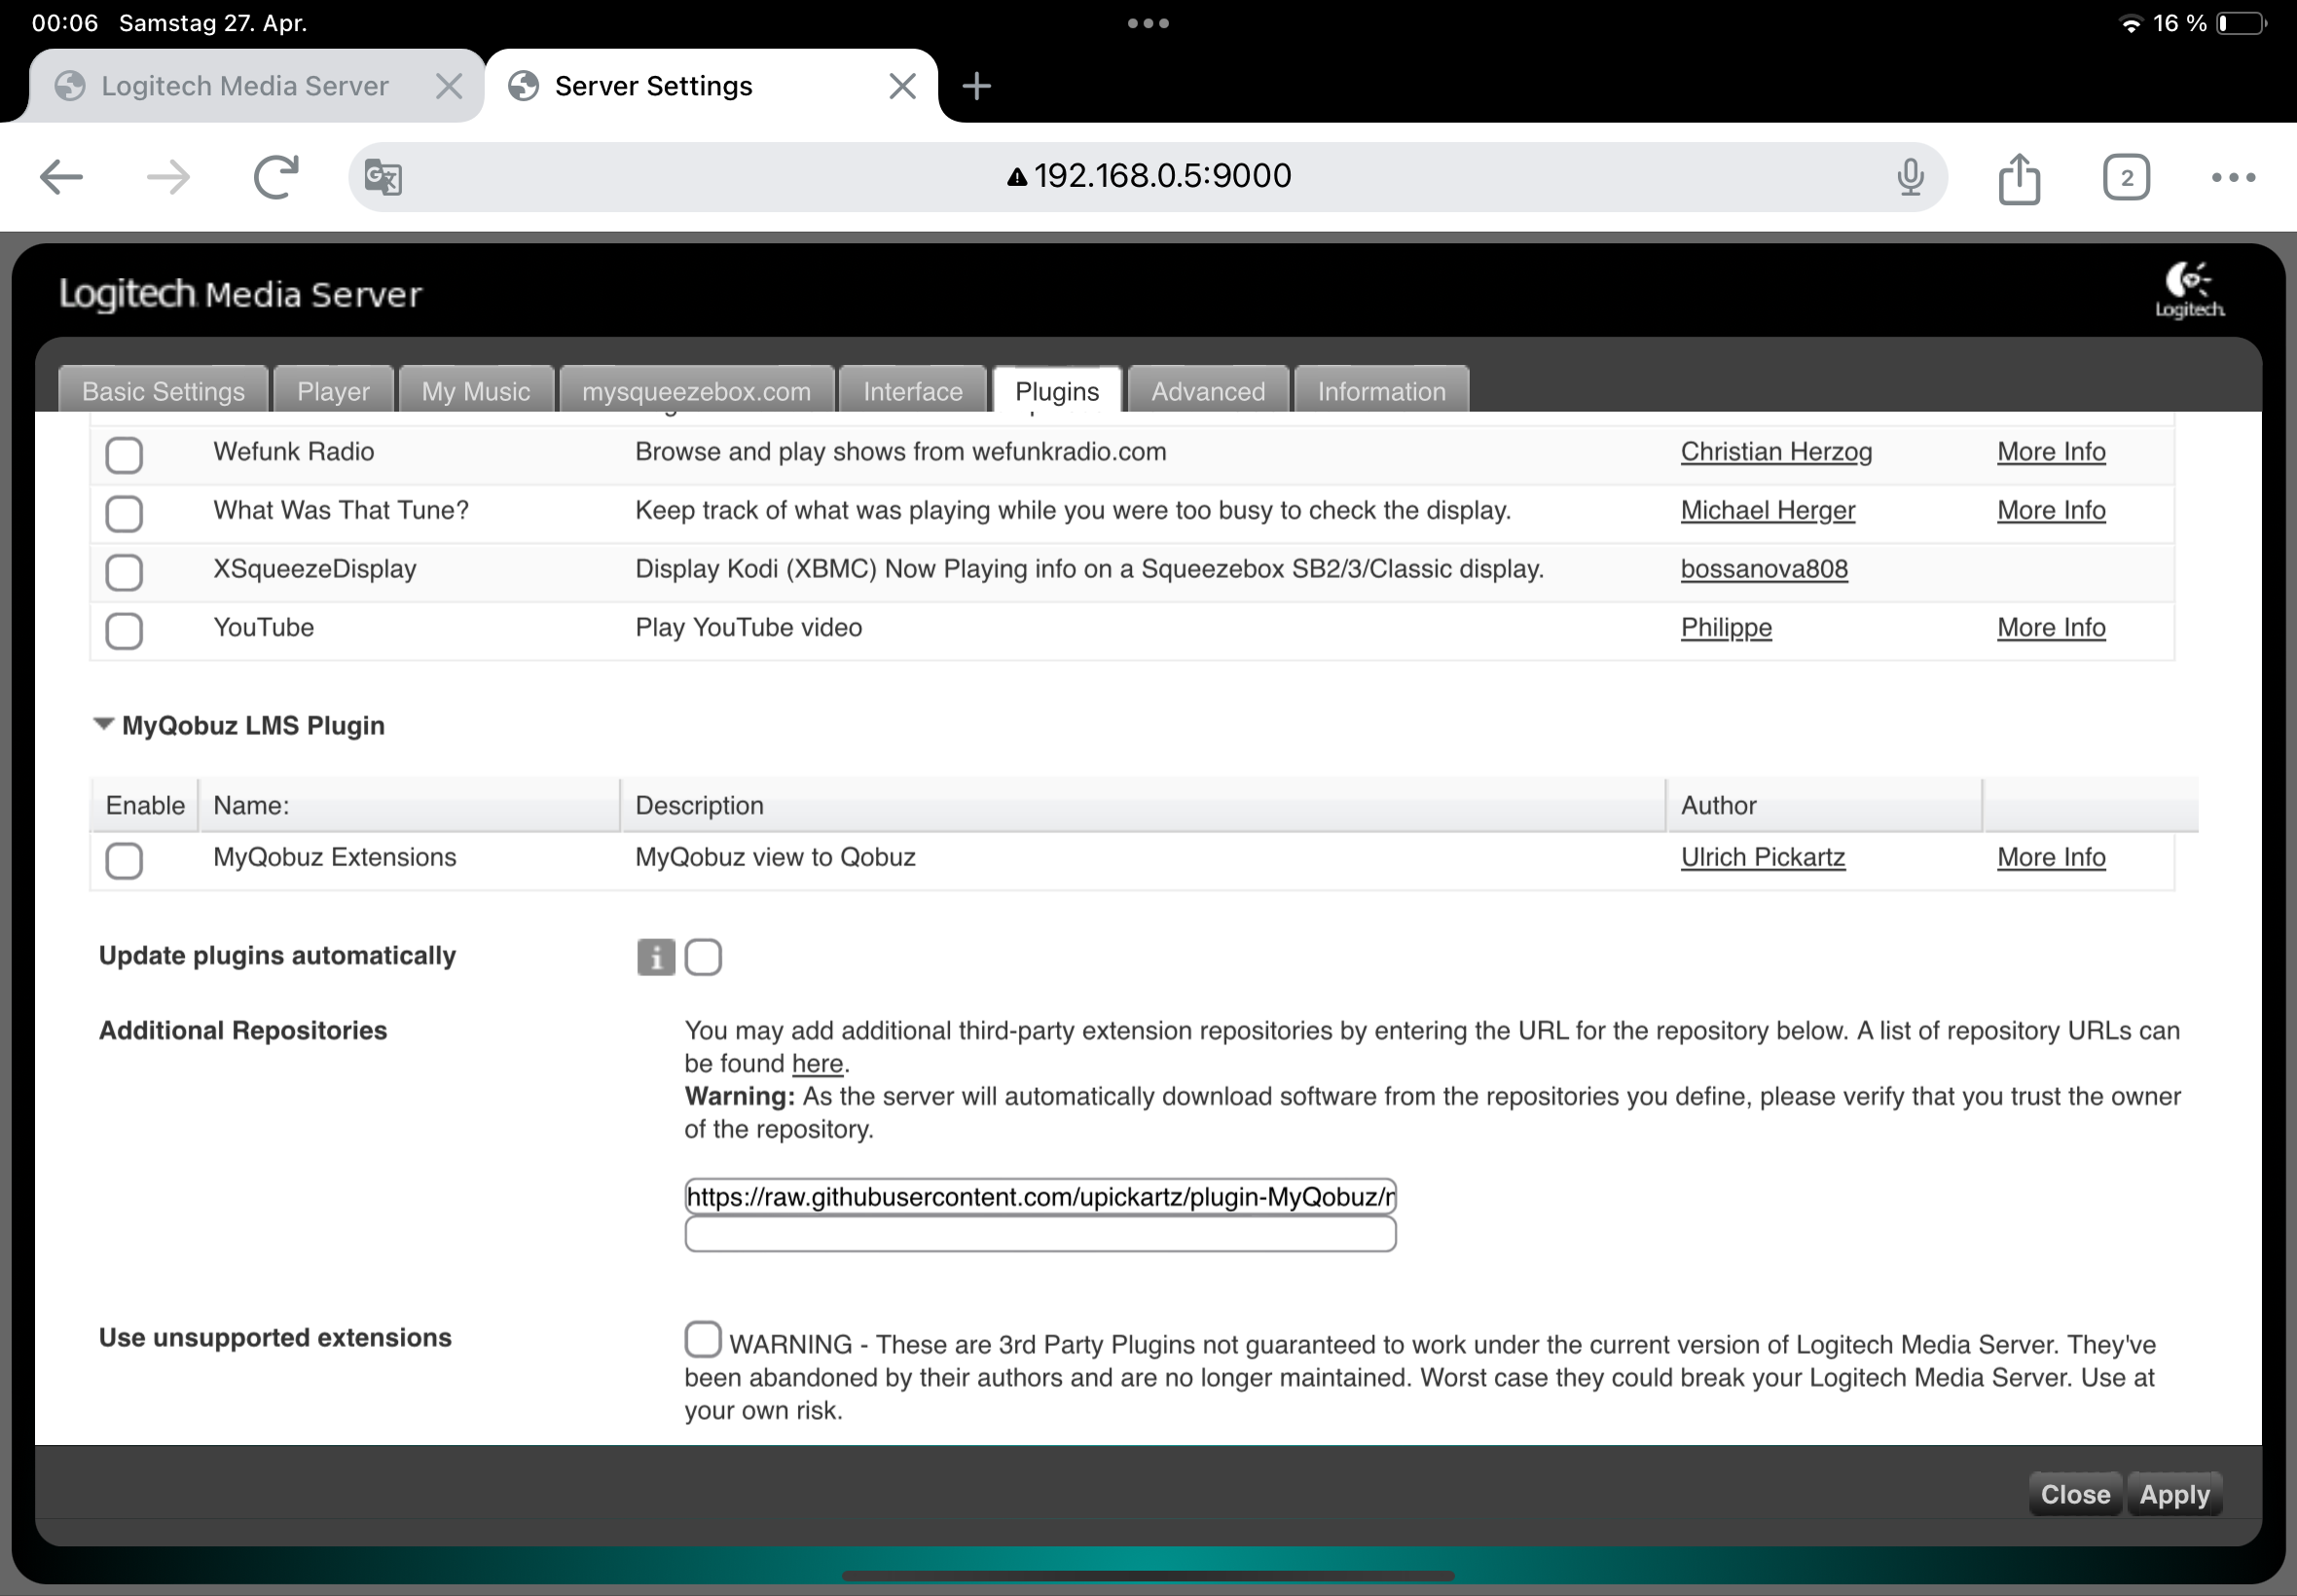 00:06 Samstag 27. Apr.
16 %
Logitech Media Server
Server Settings
192.168.0.5:9000
2
Logitech Media Server
Logitech
Basic Settings
Player
My Music
mysqueezebox.com
Interface
Plugins
Advanced
Information
Wefunk Radio Browse and play shows from wefunkradio.com Christian Herzog More Info
What Was That Tune? Keep track of what was playing while you were too busy to check the display. Michael Herger More Info
XSqueezeDisplay Display Kodi (XBMC) Now Playing info on a Squeezebox SB2/3/Classic display. bossanova808
YouTube Play YouTube video Philippe More Info
MyQobuz LMS Plugin
Enable Name: Description Author
MyQobuz Extensions MyQobuz view to Qobuz Ulrich Pickartz More Info
Update plugins automatically
i
Additional Repositories
You may add additional third-party extension repositories by entering the URL for the repository below. A list of repository URLs can
be found here.
Warning: As the server will automatically download software from the repositories you define, please verify that you trust the owner
of the repository.
https://raw.githubusercontent.com/upickartz/plugin-MyQobuz/
Use unsupported extensions
WARNING - These are 3rd Party Plugins not guaranteed to work under the current version of Logitech Media Server. They've
been abandoned by their authors and are no longer maintained. Worst case they could break your Logitech Media Server. Use at
your own risk.
Close
Apply